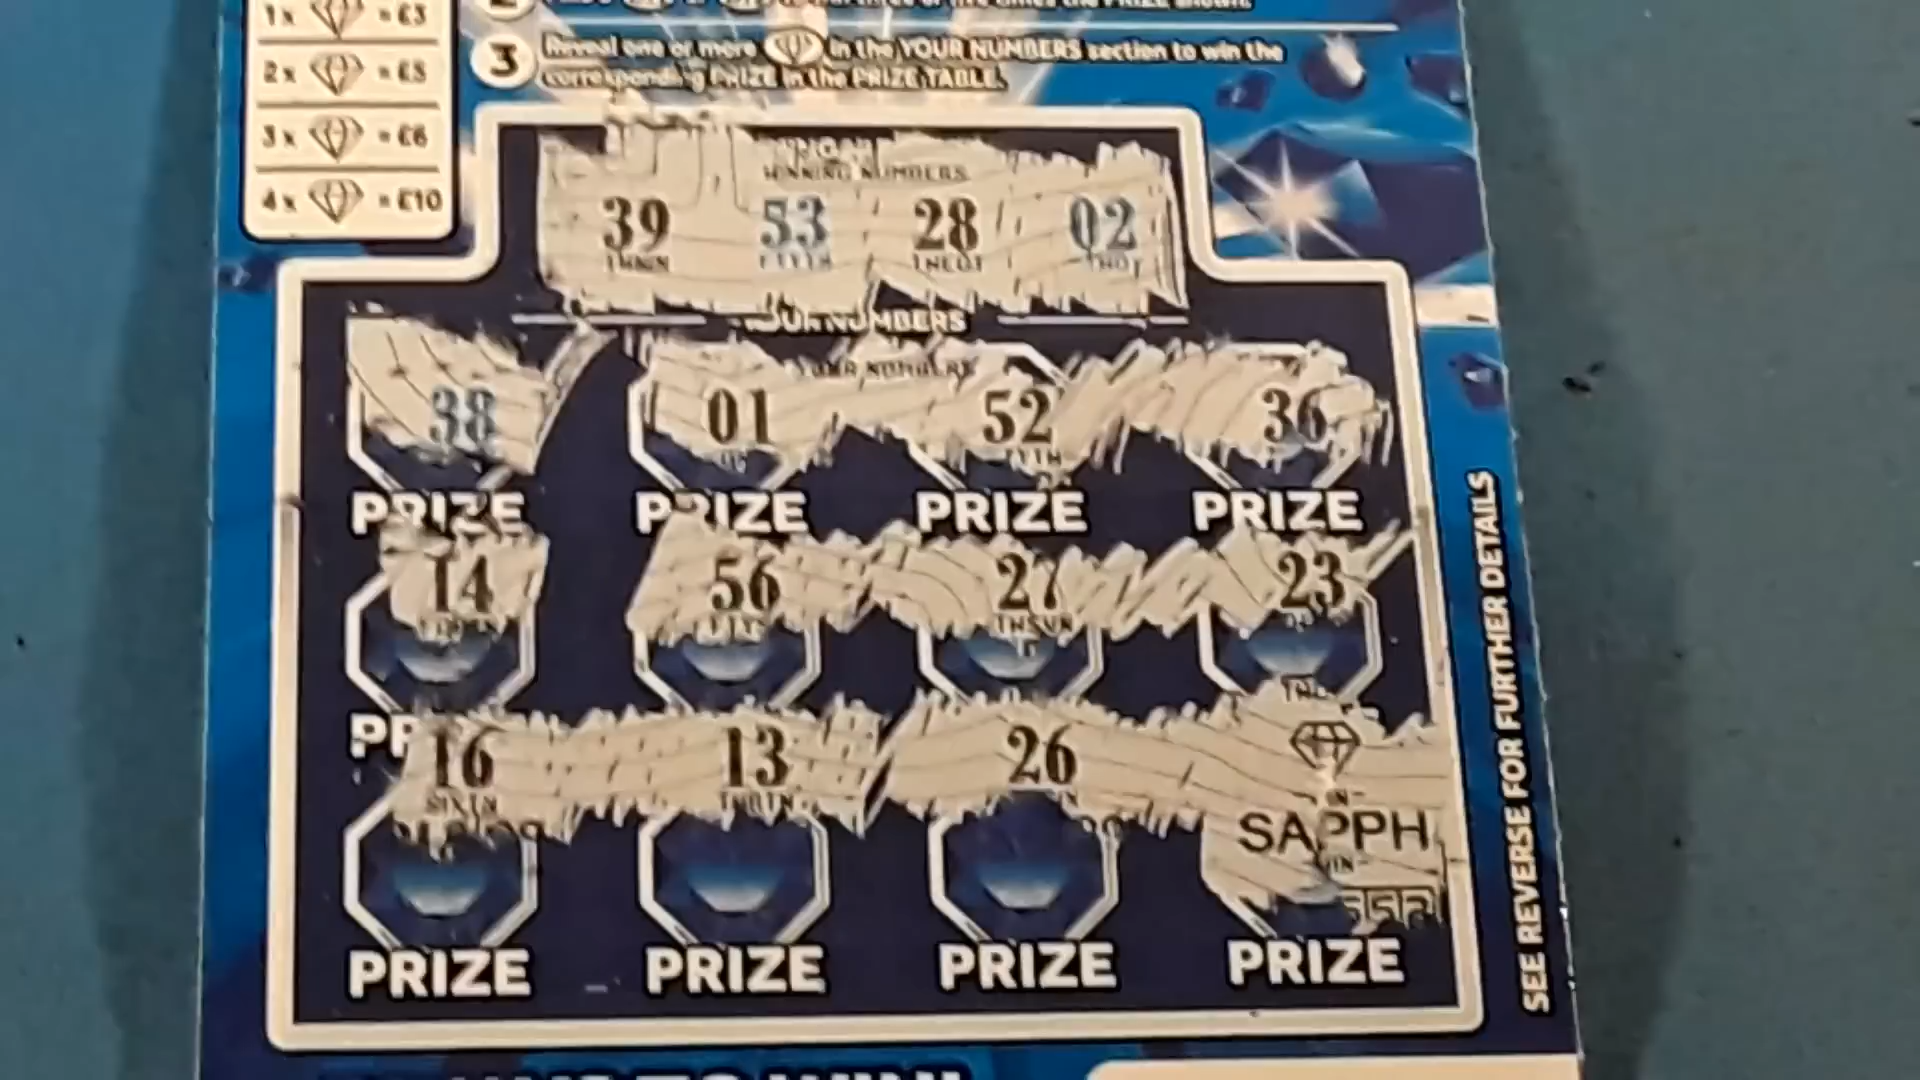 1x = £3
2x = £5
3x = £6
4x = £10
3 Reveal one or more in the YOUR NUMBERS section to win the
corresponding PRIZE in the PRIZE TABLE.
WINNING NUMBERS
39 53 28 02
YOUR NUMBERS
YOUR NUMBERS
38 01 52 36
PRIZE PRIZE PRIZE PRIZE
14 56 27 23
16 13 26
SAPPH
PRIZE PRIZE PRIZE PRIZE
SEE REVERSE FOR FURTHER DETAILS